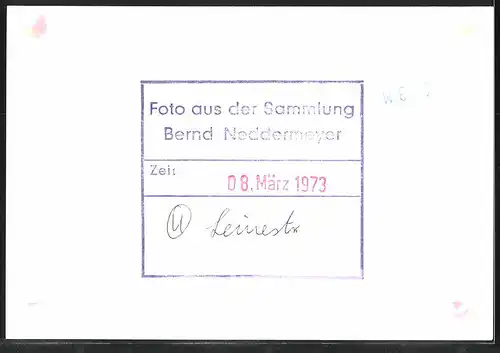 Foto aus der Sammlung
Bernd Neddermeyer
Zeit:
08. März 1973
U Leinestr